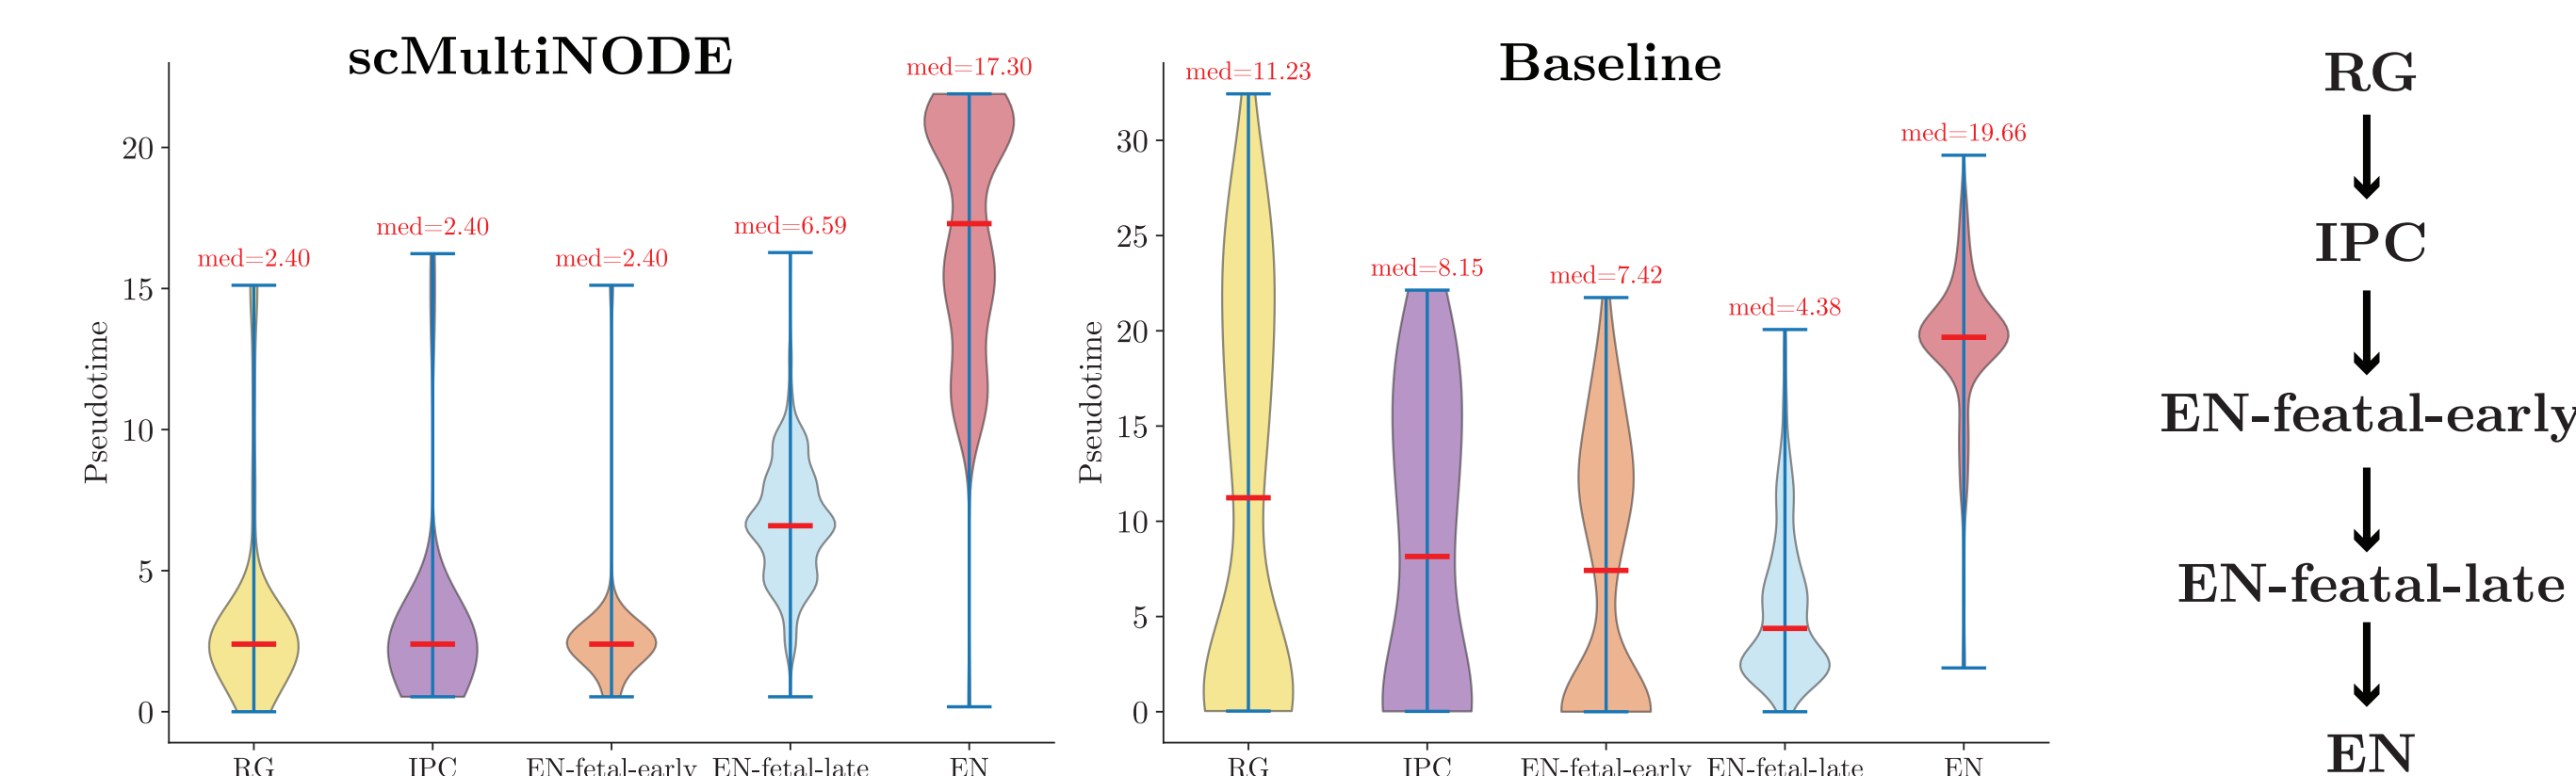 scMultiNODE
med=2.40
med=2.40
med=2.40
med=6.59
med=17.30
20
15
10
5
0
Pseudotime
RG
IPC
EN-fetal-early
EN-fetal-late
EN
Baseline
med=11.23
med=8.15
med=7.42
med=4.38
med=19.66
30
25
20
15
10
5
0
Pseudotime
RG
IPC
EN-fetal-early
EN-fetal-late
EN
RG
IPC
EN-featal-early
EN-featal-late
EN